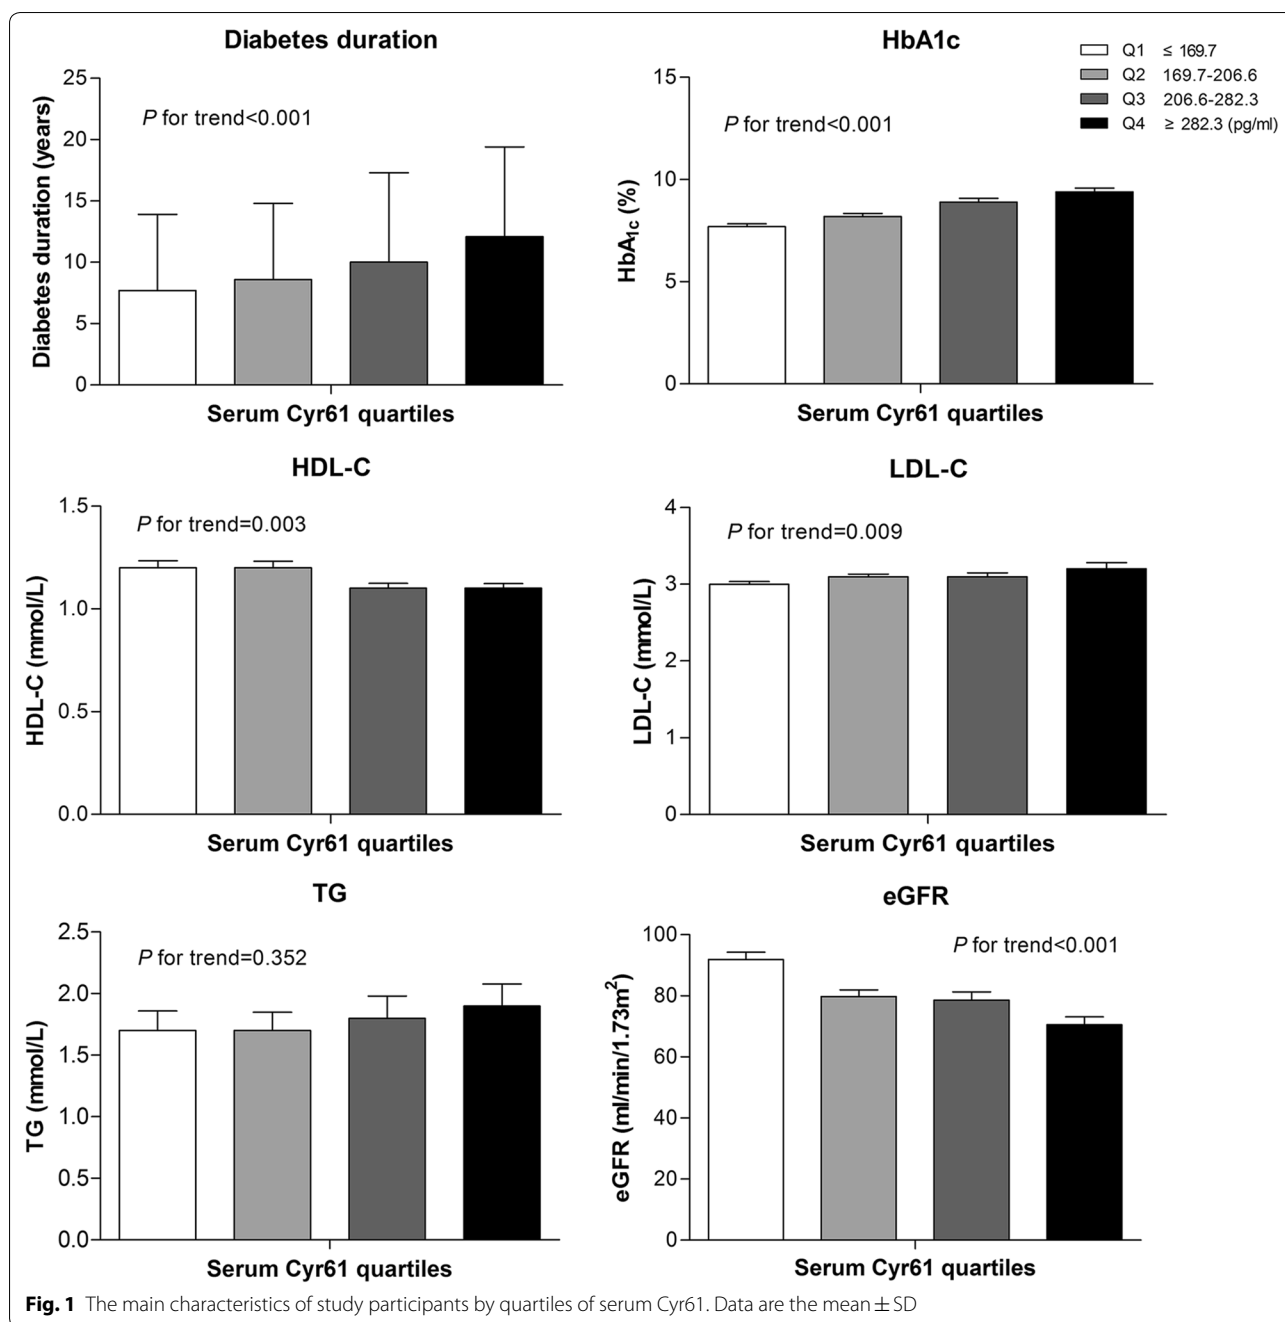 Diabetes duration
25
20
15
10
5
0
Diabetes duration (years)
P for trend<0.001
Serum Cyr61 quartiles
HbA1c
15
10
5
0
HbA1c (%)
P for trend<0.001
Serum Cyr61 quartiles
Q1 ≤ 169.7
Q2 169.7-206.6
Q3 206.6-282.3
Q4 ≥ 282.3 (pg/ml)
HDL-C
1.5
1.0
0.5
0.0
HDL-C (mmol/L)
P for trend=0.003
Serum Cyr61 quartiles
LDL-C
4
3
2
1
0
LDL-C (mmol/L)
P for trend=0.009
Serum Cyr61 quartiles
TG
2.5
2.0
1.5
1.0
0.5
0.0
TG (mmol/L)
P for trend=0.352
Serum Cyr61 quartiles
eGFR
100
80
60
40
20
0
eGFR (ml/min/1.73m²)
P for trend<0.001
Serum Cyr61 quartiles
Fig. 1 The main characteristics of study participants by quartiles of serum Cyr61. Data are the mean ± SD